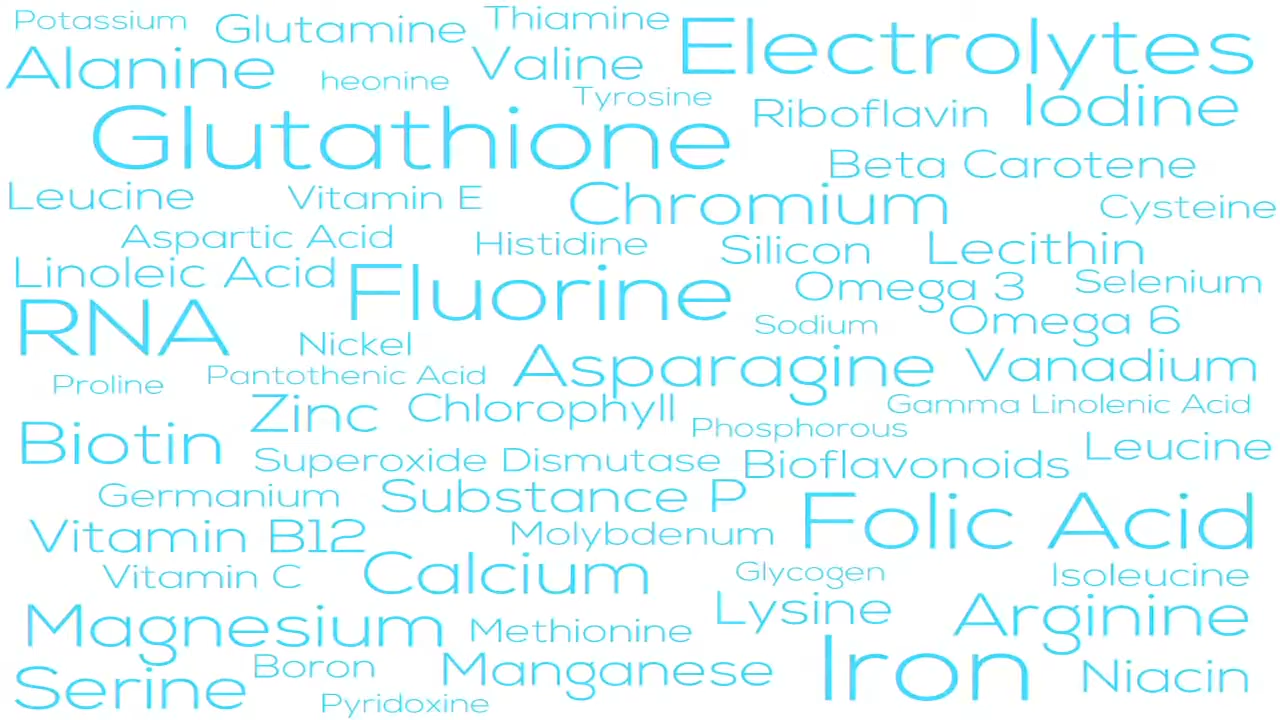 Potassium
Glutamine
Thiamine
Electrolytes
Alanine
heonine
Valine
Tyrosine
Riboflavin
Iodine
Glutathione
Beta Carotene
Leucine
Vitamin E
Chromium
Cysteine
Aspartic Acid
Histidine
Silicon
Lecithin
Linoleic Acid
Fluorine
Omega 3
Selenium
RNA
Nickel
Sodium
Omega 6
Proline
Pantothenic Acid
Asparagine
Vanadium
Zinc
Chlorophyll
Gamma Linolenic Acid
Biotin
Phosphorous
Leucine
Superoxide Dismutase
Bioflavonoids
Germanium
Substance P
Folic Acid
Vitamin B12
Molybdenum
Vitamin C
Calcium
Glycogen
Isoleucine
Magnesium
Methionine
Lysine
Arginine
Serine
Boron
Manganese
Iron
Niacin
Pyridoxine